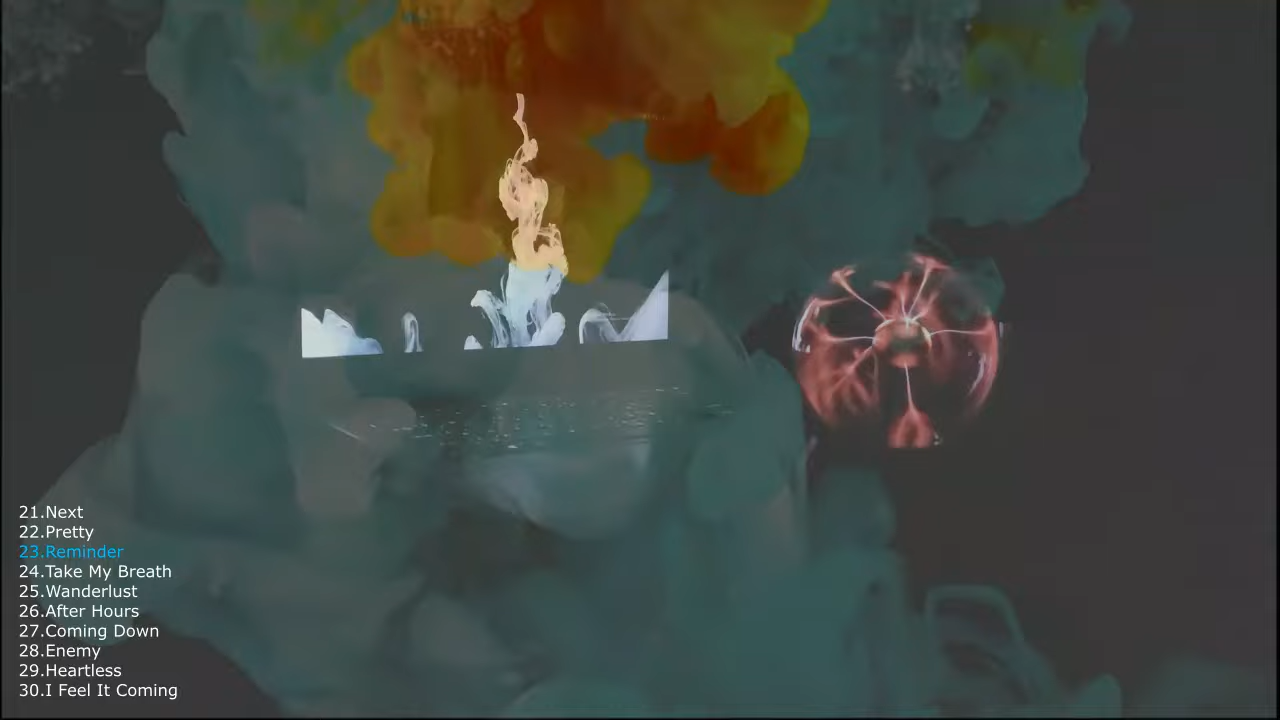 21.Next
22.Pretty
23.Reminder
24.Take My Breath
25.Wanderlust
26.After Hours
27.Coming Down
28.Enemy
29.Heartless
30.I Feel It Coming